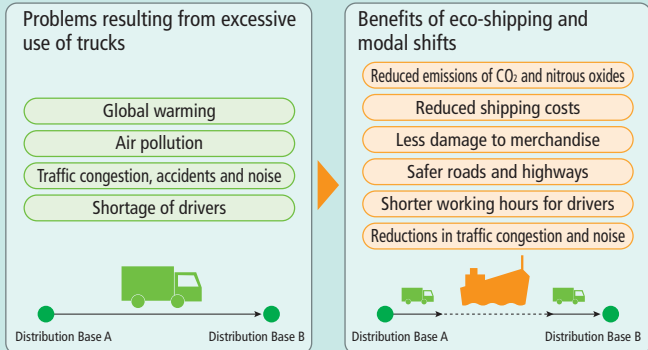 Problems resulting from excessive
use of trucks
Global warming
Air pollution
Traffic congestion, accidents and noise
Shortage of drivers
Distribution Base A
Distribution Base B
Benefits of eco-shipping and
modal shifts
Reduced emissions of CO₂ and nitrous oxides
Reduced shipping costs
Less damage to merchandise
Safer roads and highways
Shorter working hours for drivers
Reductions in traffic congestion and noise
Distribution Base A
Distribution Base B